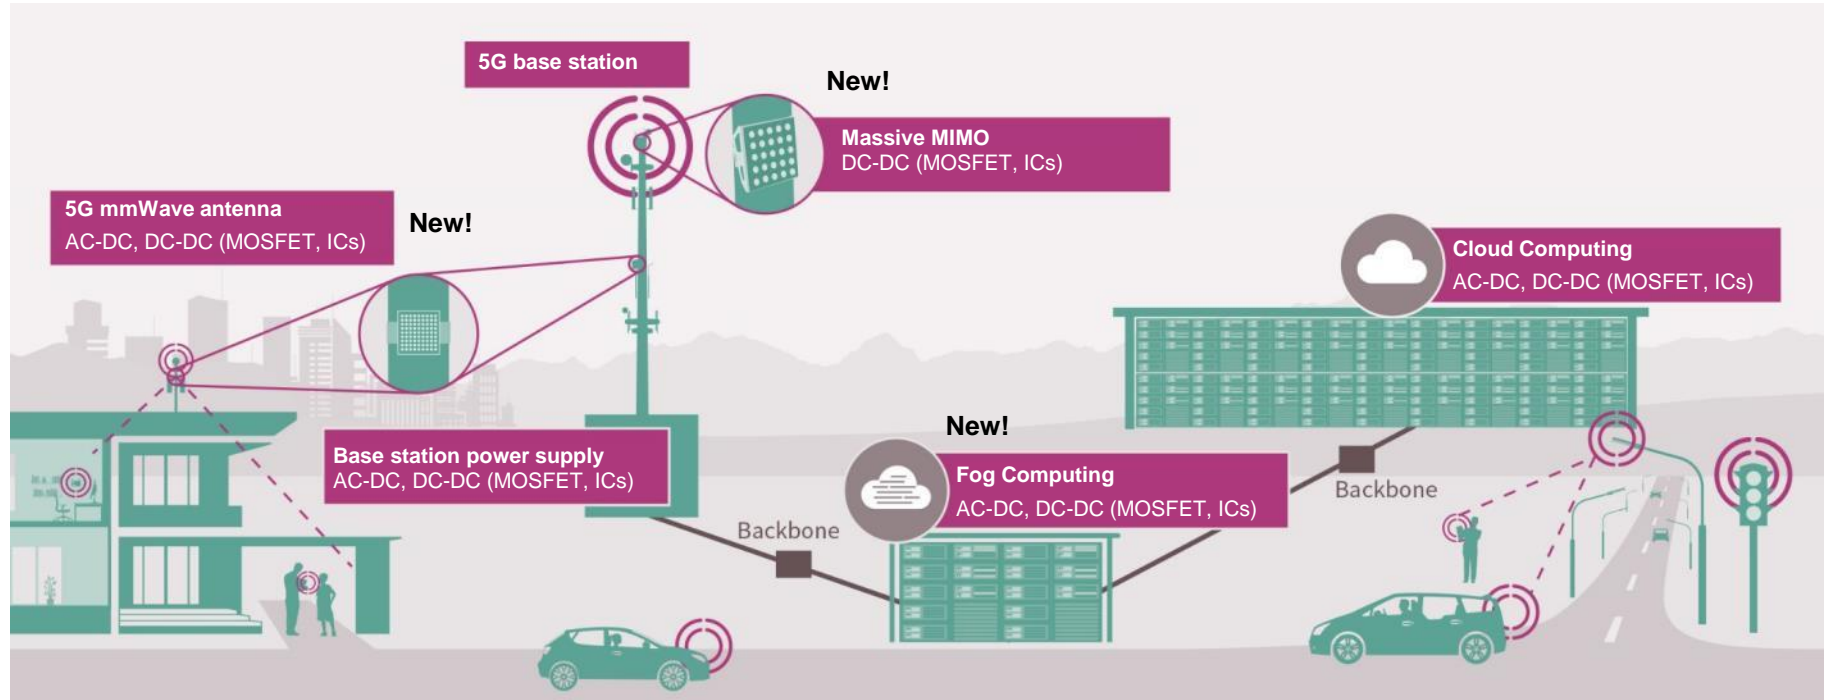 5G base station
New!
Massive MIMO
DC-DC (MOSFET, ICs)
5G mmWave antenna
AC-DC, DC-DC (MOSFET, ICs)
New!
Cloud Computing
AC-DC, DC-DC (MOSFET, ICs)
Base station power supply
AC-DC, DC-DC (MOSFET, ICs)
New!
Fog Computing
AC-DC, DC-DC (MOSFET, ICs)
Backbone
Backbone